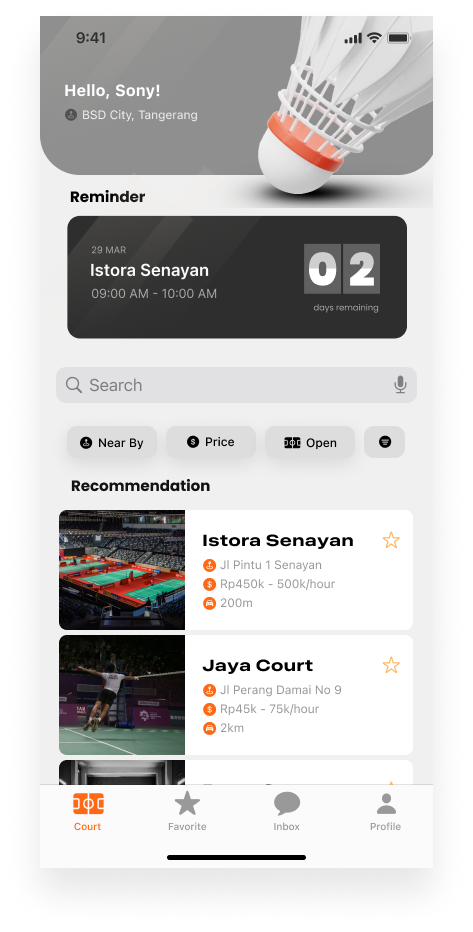 9:41
Hello, Sony!
BSD City, Tangerang
Reminder
29 MAR
Istora Senayan
09:00 AM - 10:00 AM
02
days remaining
Search
Near By
Price
Open
Recommendation
Istora Senayan
Jl Pintu 1 Senayan
Rp450k - 500k/hour
200m
Jaya Court
Jl Perang Damai No 9
Rp45k - 75k/hour
2km
Court
Favorite
Inbox
Profile